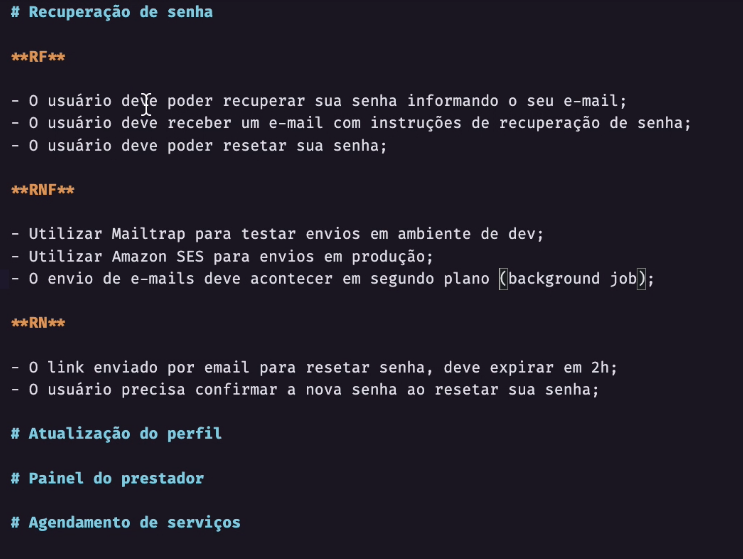 # Recuperação de senha
**RF**
- O usuário deve poder recuperar sua senha informando o seu e-mail;
- O usuário deve receber um e-mail com instruções de recuperação de senha;
- O usuário deve poder resetar sua senha;
**RNF**
- Utilizar Mailtrap para testar envios em ambiente de dev;
- Utilizar Amazon SES para envios em produção;
- O envio de e-mails deve acontecer em segundo plano (background job);
**RN**
- O link enviado por email para resetar senha, deve expirar em 2h;
- O usuário precisa confirmar a nova senha ao resetar sua senha;
# Atualização do perfil
# Painel do prestador
# Agendamento de serviços